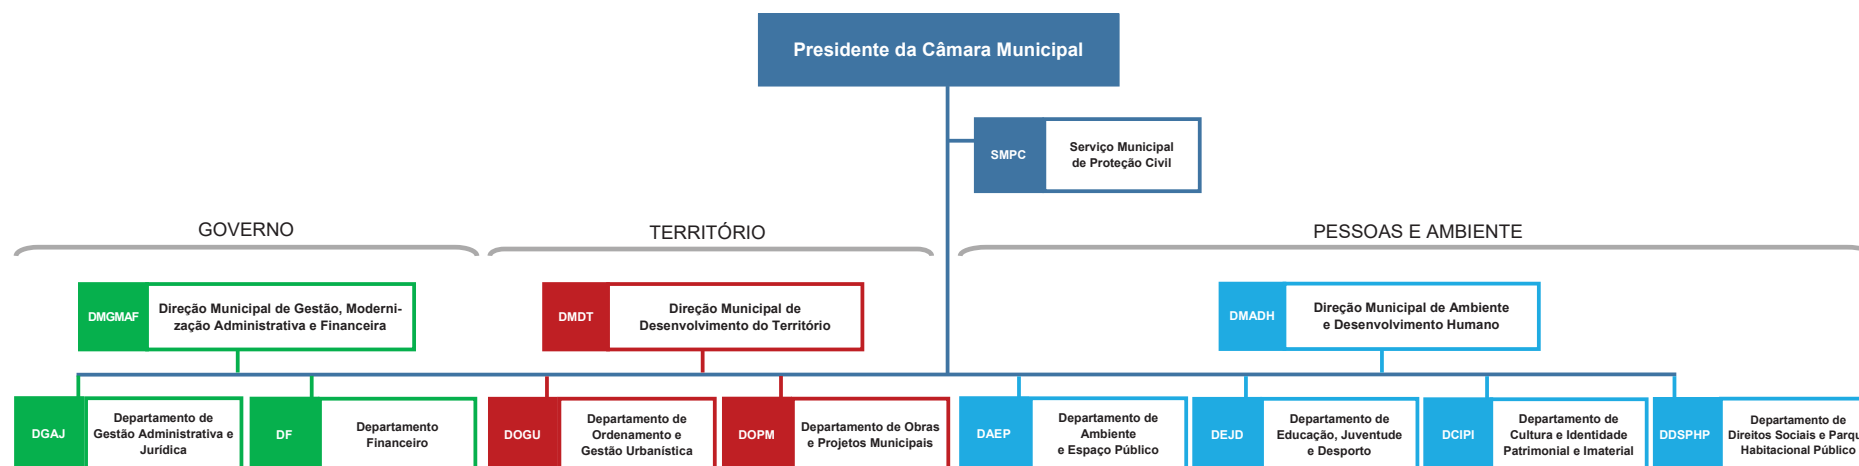 Presidente da Câmara Municipal
SMPC
Serviço Municipal
de Proteção Civil
GOVERNO
TERRITÓRIO
PESSOAS E AMBIENTE
DMGMAF
Direção Municipal de Gestão, Moderni-
zação Administrativa e Financeira
DMDT
Direção Municipal de
Desenvolvimento do Território
DMADH
Direção Municipal de Ambiente
e Desenvolvimento Humano
DGAJ
Departamento de
Gestão Administrativa e
Jurídica
DF
Departamento
Financeiro
DOGU
Departamento de
Ordenamento e
Gestão Urbanística
DOPM
Departamento de Obras
e Projetos Municipais
DAEP
Departamento de
Ambiente
e Espaço Público
DEJD
Departamento de
Educação, Juventude
e Desporto
DCIPI
Departamento de
Cultura e Identidade
Patrimonial e Imaterial
DDSPHP
Departamento de
Direitos Sociais e Parqu
Habitacional Público